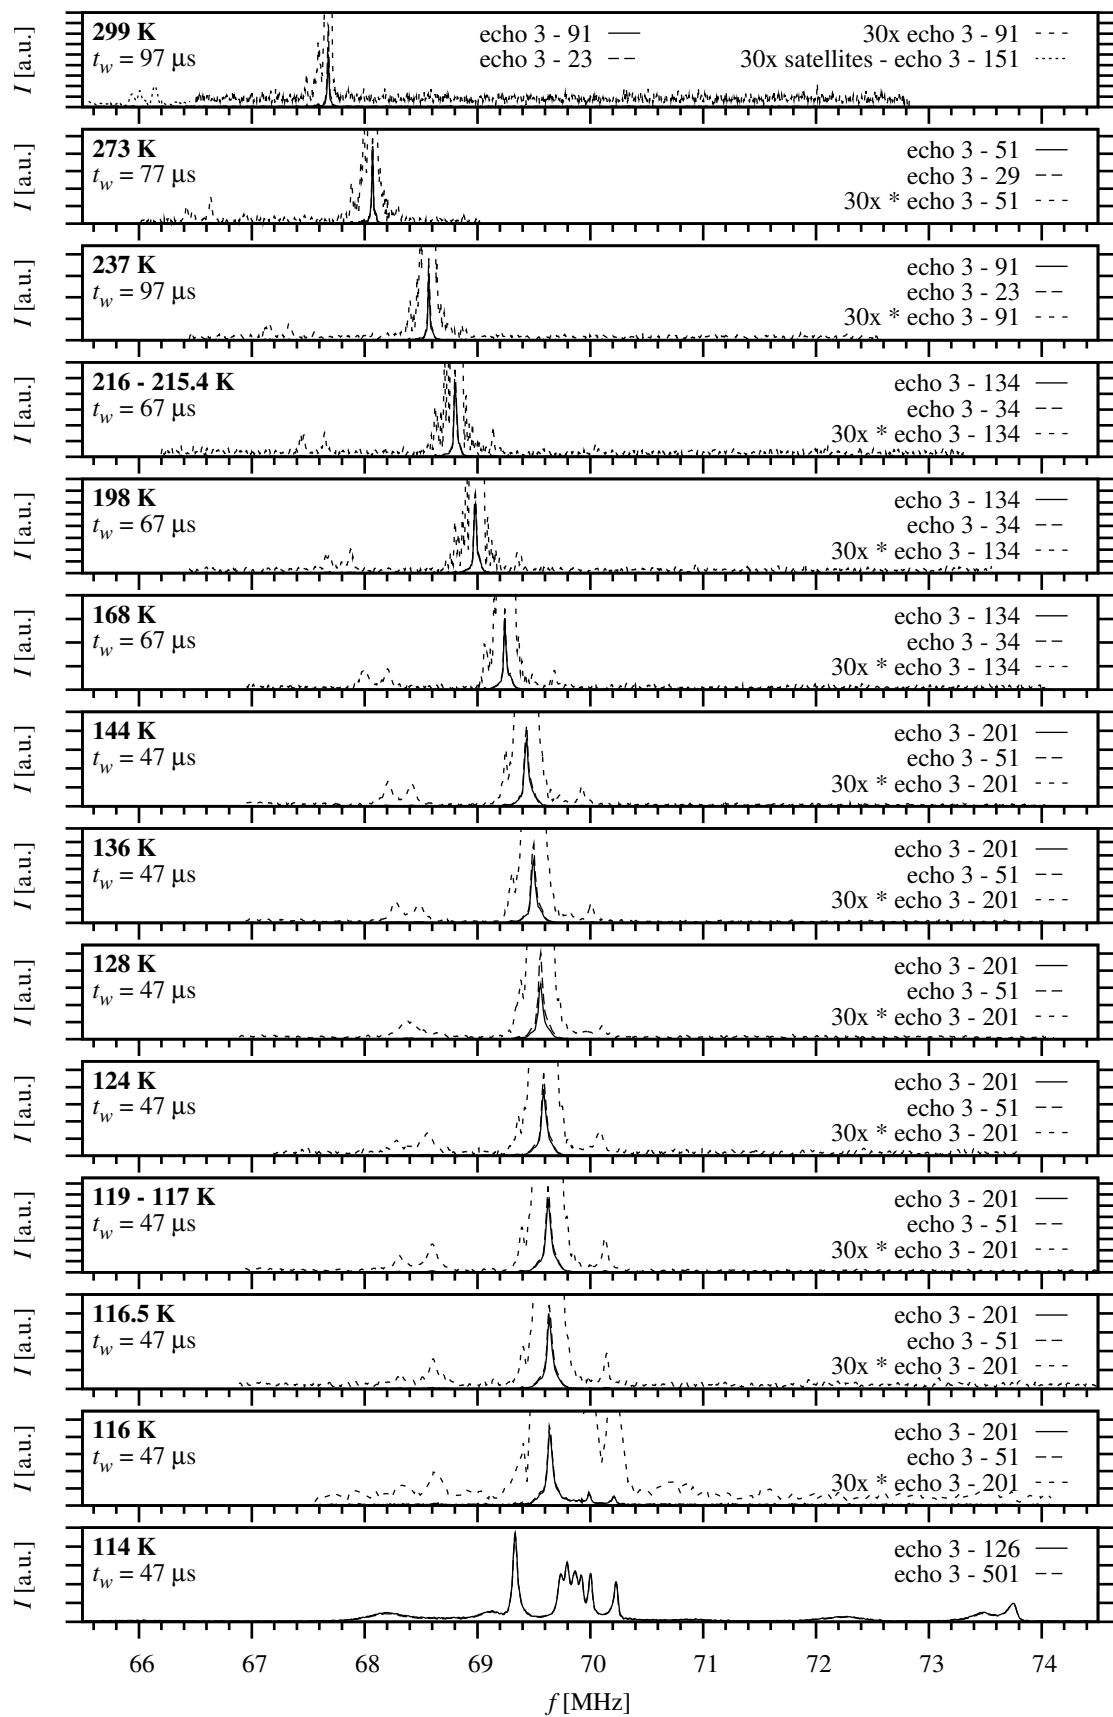 I [a.u.]
299 K
t_w = 97 μs
echo 3 - 91
echo 3 - 23
30x echo 3 - 91
30x satellites - echo 3 - 151
I [a.u.]
273 K
t_w = 77 μs
echo 3 - 51
echo 3 - 29
30x * echo 3 - 51
I [a.u.]
237 K
t_w = 97 μs
echo 3 - 91
echo 3 - 23
30x * echo 3 - 91
I [a.u.]
216 - 215.4 K
t_w = 67 μs
echo 3 - 134
echo 3 - 34
30x * echo 3 - 134
I [a.u.]
198 K
t_w = 67 μs
echo 3 - 134
echo 3 - 34
30x * echo 3 - 134
I [a.u.]
168 K
t_w = 67 μs
echo 3 - 134
echo 3 - 34
30x * echo 3 - 134
I [a.u.]
144 K
t_w = 47 μs
echo 3 - 201
echo 3 - 51
30x * echo 3 - 201
I [a.u.]
136 K
t_w = 47 μs
echo 3 - 201
echo 3 - 51
30x * echo 3 - 201
I [a.u.]
128 K
t_w = 47 μs
echo 3 - 201
echo 3 - 51
30x * echo 3 - 201
I [a.u.]
124 K
t_w = 47 μs
echo 3 - 201
echo 3 - 51
30x * echo 3 - 201
I [a.u.]
119 - 117 K
t_w = 47 μs
echo 3 - 201
echo 3 - 51
30x * echo 3 - 201
I [a.u.]
116.5 K
t_w = 47 μs
echo 3 - 201
echo 3 - 51
30x * echo 3 - 201
I [a.u.]
116 K
t_w = 47 μs
echo 3 - 201
echo 3 - 51
30x * echo 3 - 201
I [a.u.]
114 K
t_w = 47 μs
echo 3 - 126
echo 3 - 501
66 67 68 69 70 71 72 73 74
f [MHz]